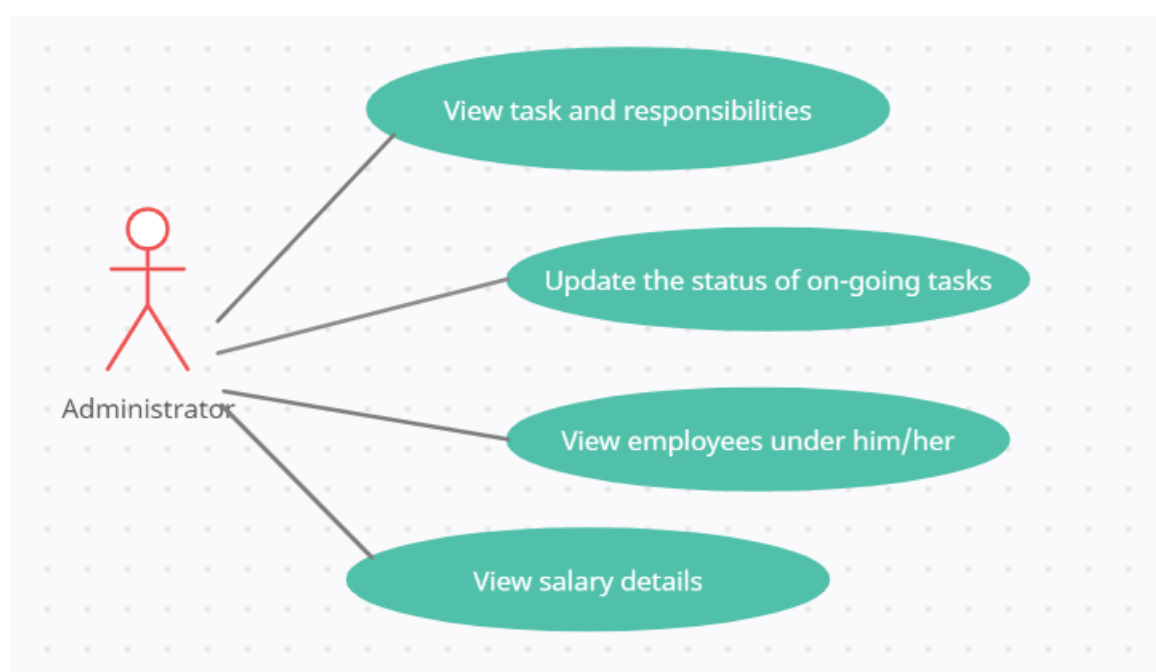 View task and responsibilities
Update the status of on-going tasks
Administrator
View employees under him/her
View salary details